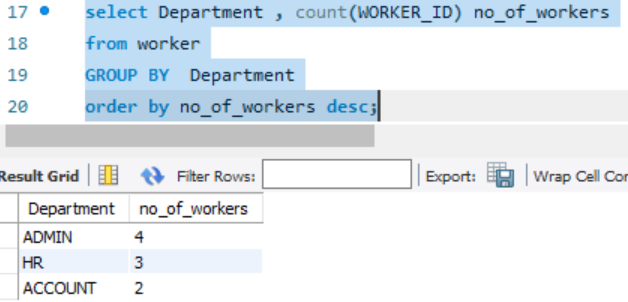 17 select Department , count(WORKER_ID) no_of_workers
18 from worker
19 GROUP BY Department
20 order by no_of_workers desc;
Result Grid Filter Rows: Export: Wrap Cell Con
Department no_of_workers
ADMIN 4
HR 3
ACCOUNT 2